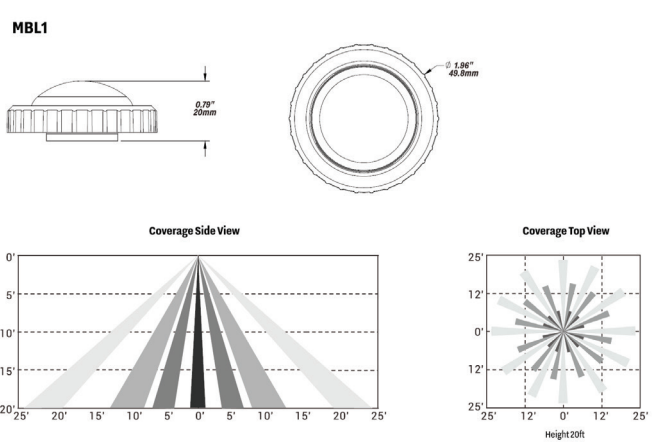 MBL1
Ø 1.96"
49.8mm
0.79"
20mm
Coverage Side View
0'
5'
10'
15'
20'
25' 20' 15' 10' 5' 0' 5' 10' 15' 20' 25'
Coverage Top View
25'
12'
0'
12'
25'
25' 12' 0' 12' 25'
Height 20ft